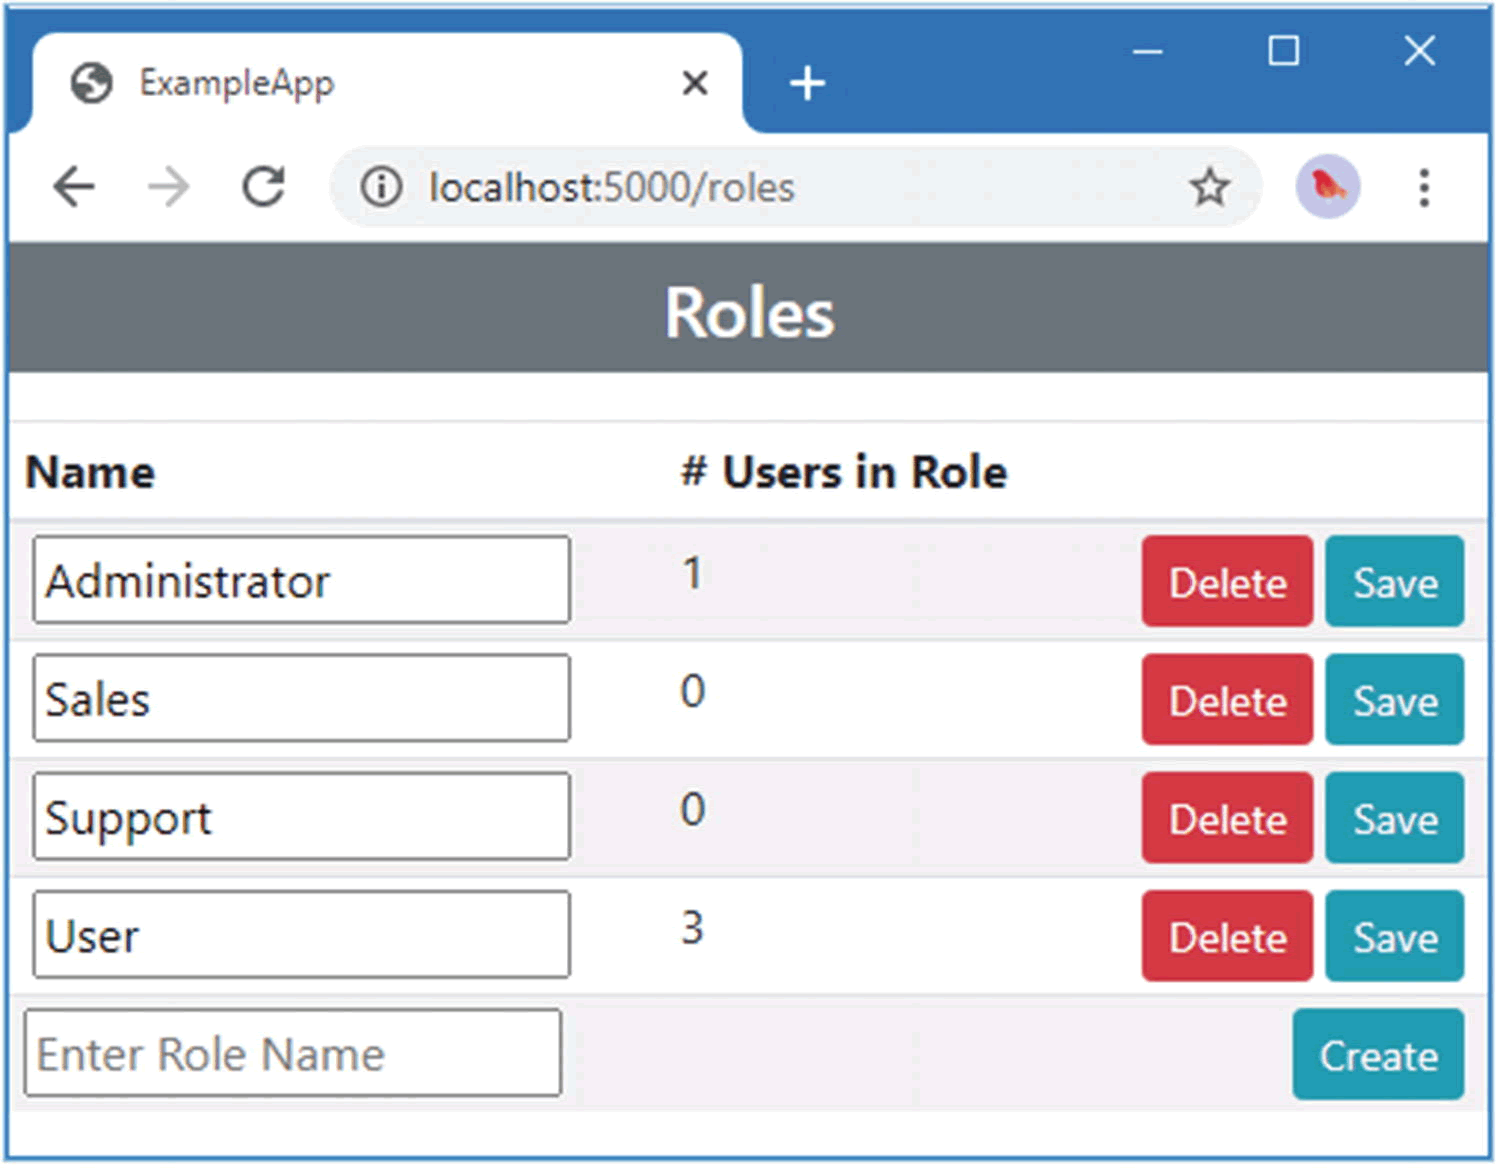 ExampleApp
localhost:5000/roles
Roles
Name # Users in Role
Administrator 1 Delete Save
Sales 0 Delete Save
Support 0 Delete Save
User 3 Delete Save
Enter Role Name Create